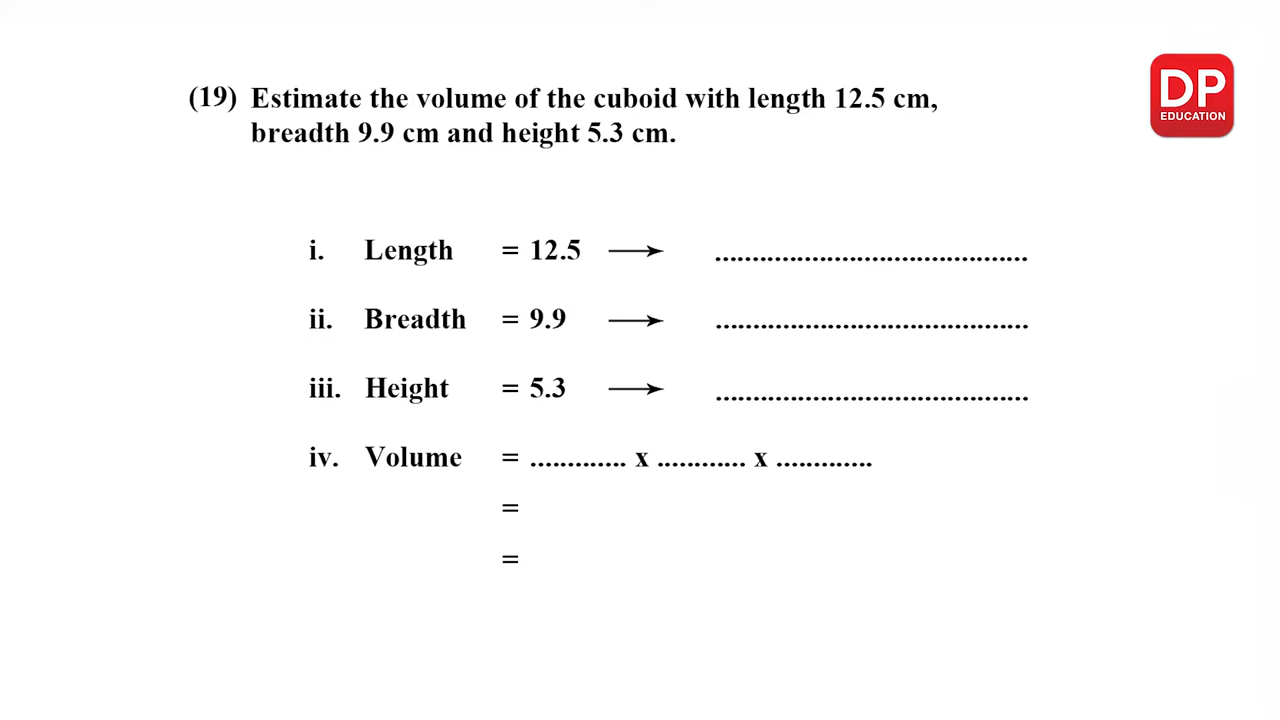 DP
EDUCATION
(19) Estimate the volume of the cuboid with length 12.5 cm,
breadth 9.9 cm and height 5.3 cm.
i. Length = 12.5 → ..........................................
ii. Breadth = 9.9 → ..........................................
iii. Height = 5.3 → ..........................................
iv. Volume = ............. x ............ x .............
=
=